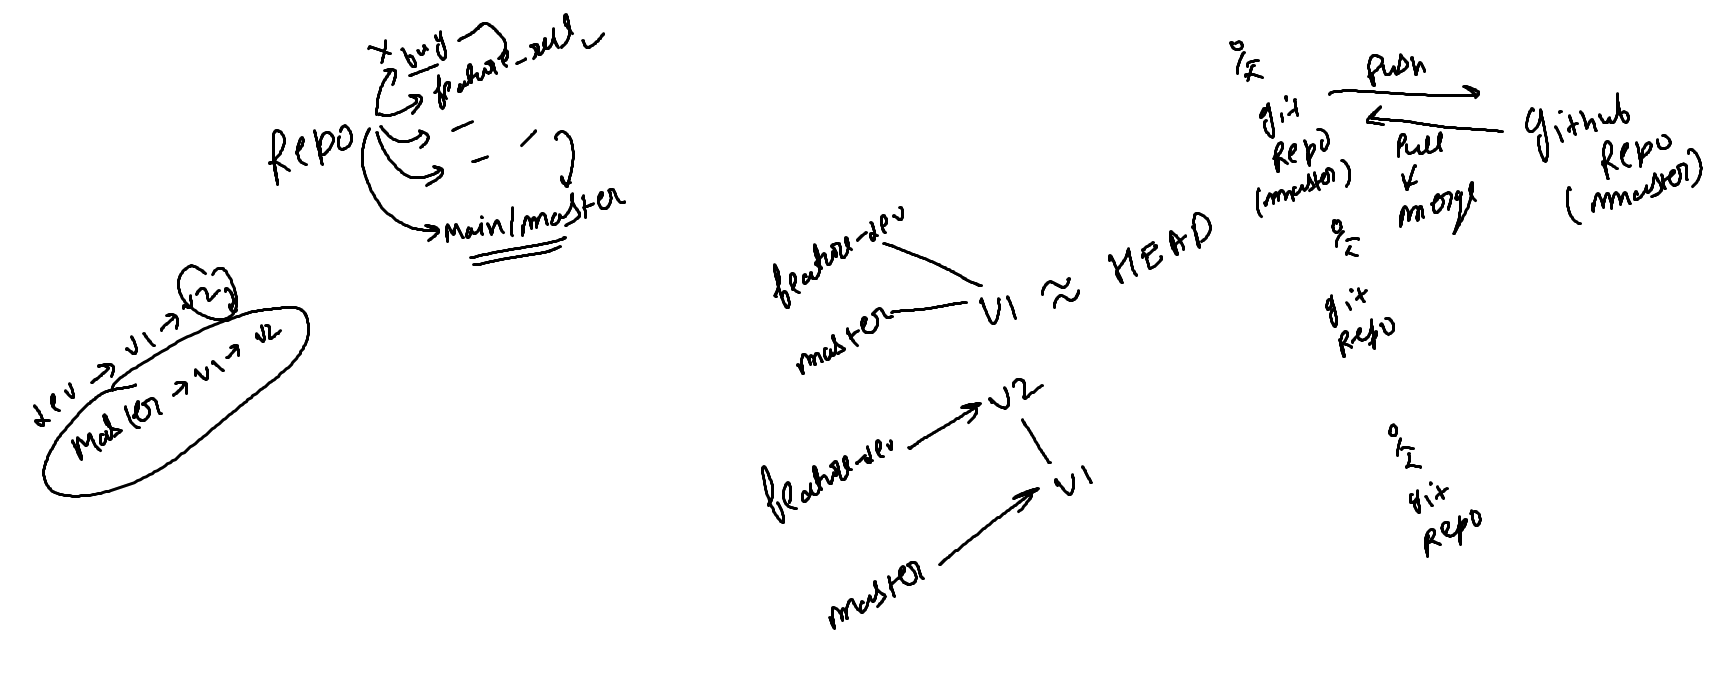 x buy
feature_sell
Repo
main/master
dev → v1 → v2
Master → v1 → v2
feature-dev
master
v1 ≈ HEAD
feature-dev
v2
v1
master
git
Repo
(master)
push
pull
merge
github
Repo
(master)
git
Repo
git
Repo